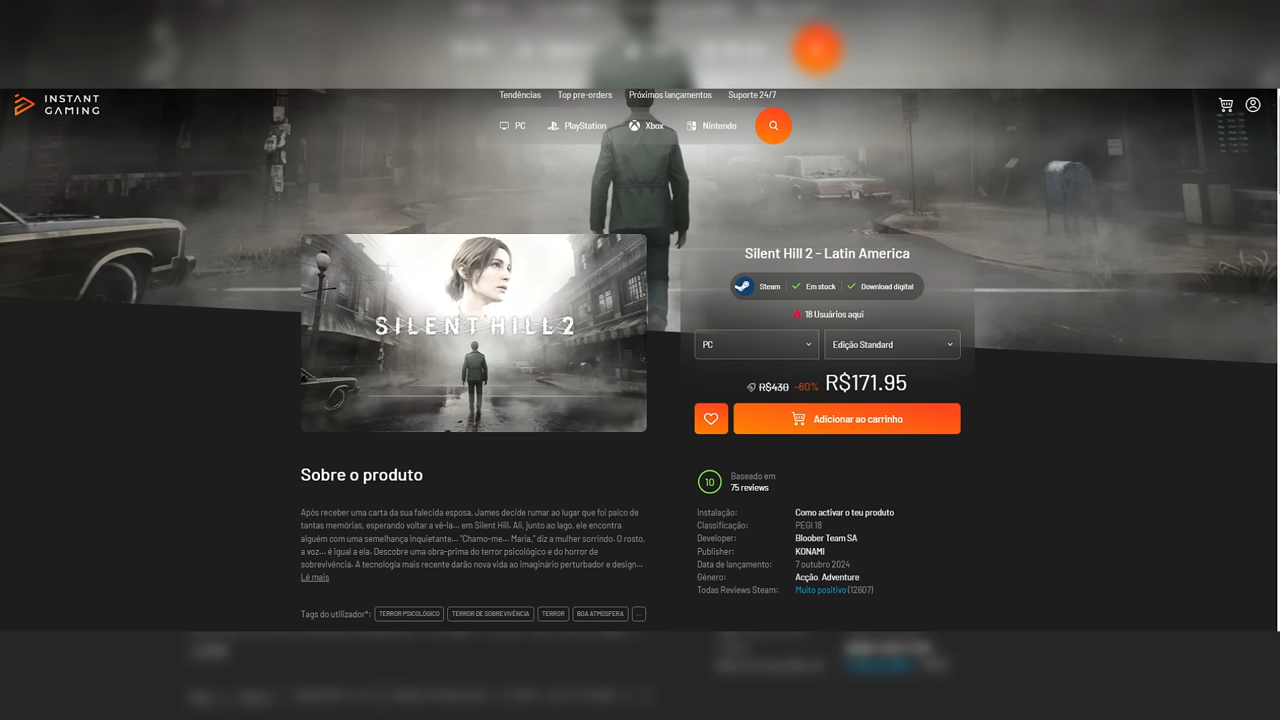 INSTANT
GAMING
Tendências Top pre-orders Próximos lançamentos Suporte 24/7
PC PlayStation Xbox Nintendo
SILENT HILL 2
Silent Hill 2 - Latin America
Steam Em stock Download digital
18 Usuários aqui
PC Edição Standard
R$430 -60% R$171.95
Adicionar ao carrinho
Sobre o produto
Após receber uma carta da sua falecida esposa, James decide rumar ao lugar que foi palco de
tantas memórias, esperando voltar a vê-la... em Silent Hill. Ali, junto ao lago, ele encontra
alguém com uma semelhança inquietante... "Chamo-me... Maria," diz a mulher sorrindo. O rosto,
a voz... é igual a ela. Descobre uma obra-prima do terror psicológico e do horror de
sobrevivência. A tecnologia mais recente darão nova vida ao imaginário perturbador e design...
Lê mais
Tags do utilizador*: TERROR PSICOLÓGICO TERROR DE SOBREVIVÊNCIA TERROR BOA ATMOSFERA ...
10 Baseado em
75 reviews
Instalação: Como activar o teu produto
Classificação: PEGI 18
Developer: Bloober Team SA
Publisher: KONAMI
Data de lançamento: 7 outubro 2024
Género: Acção, Adventure
Todas Reviews Steam: Muito positivo (12607)